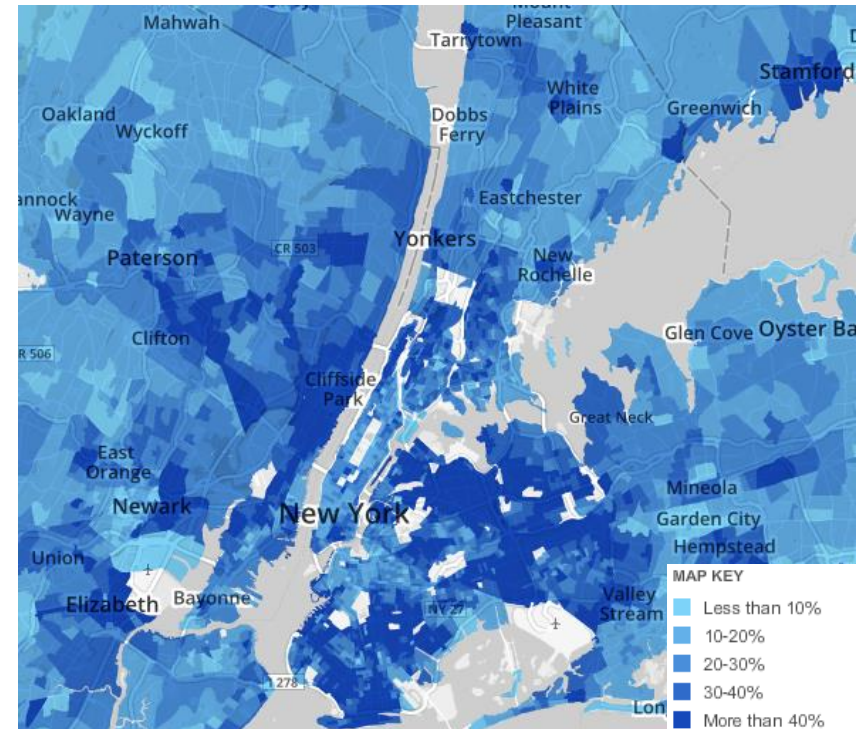 Mount
Pleasant
Mahwah
Tarrytown
Stamford
White
Plains
Oakland
Wyckoff
Dobbs
Ferry
Greenwich
annock
Wayne
Eastchester
Yonkers
CR 503
Paterson
New
Rochelle
Clifton
Glen Cove
Oyster Ba
R 506
Cliffside
Park
Great Neck
East
Orange
Mineola
Newark
New York
Garden City
Hempstead
Union
MAP KEY
Elizabeth
Bayonne
NY 27
Valley
Stream
Less than 10%
10-20%
20-30%
30-40%
278
Lon
More than 40%